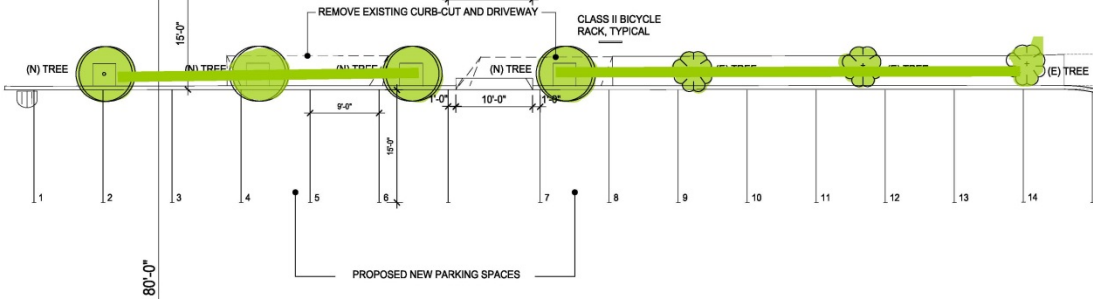 REMOVE EXISTING CURB-CUT AND DRIVEWAY
CLASS II BICYCLE
RACK, TYPICAL
15'-0"
(N) TREE
(N) TREE
(N) TREE
(N) TREE
(E) TREE
(E) TREE
(E) TREE
9'-0"
15'-0"
1'-0"
10'-0"
1'-0"
1
2
3
4
5
6
7
8
9
10
11
12
13
14
PROPOSED NEW PARKING SPACES
80'-0"